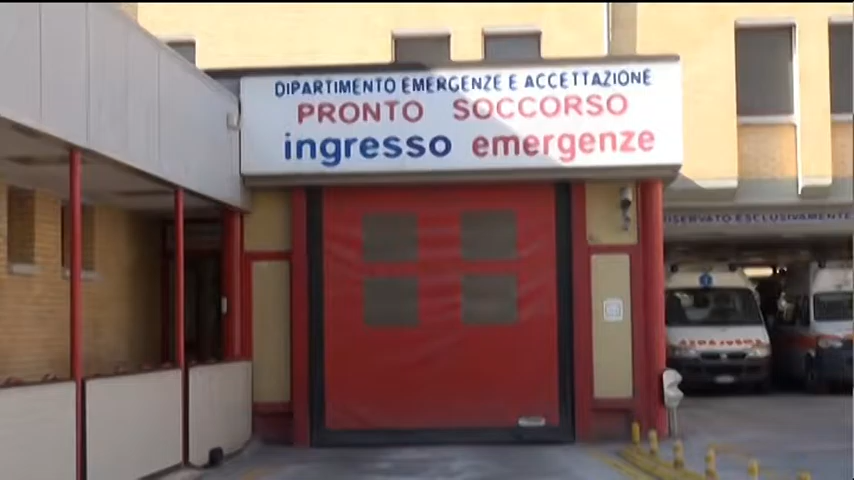 DIPARTIMENTO EMERGENZE E ACCETTAZIONE
PRONTO SOCCORSO
ingresso emergenze
RISERVATO ESCLUSIVAMENTE